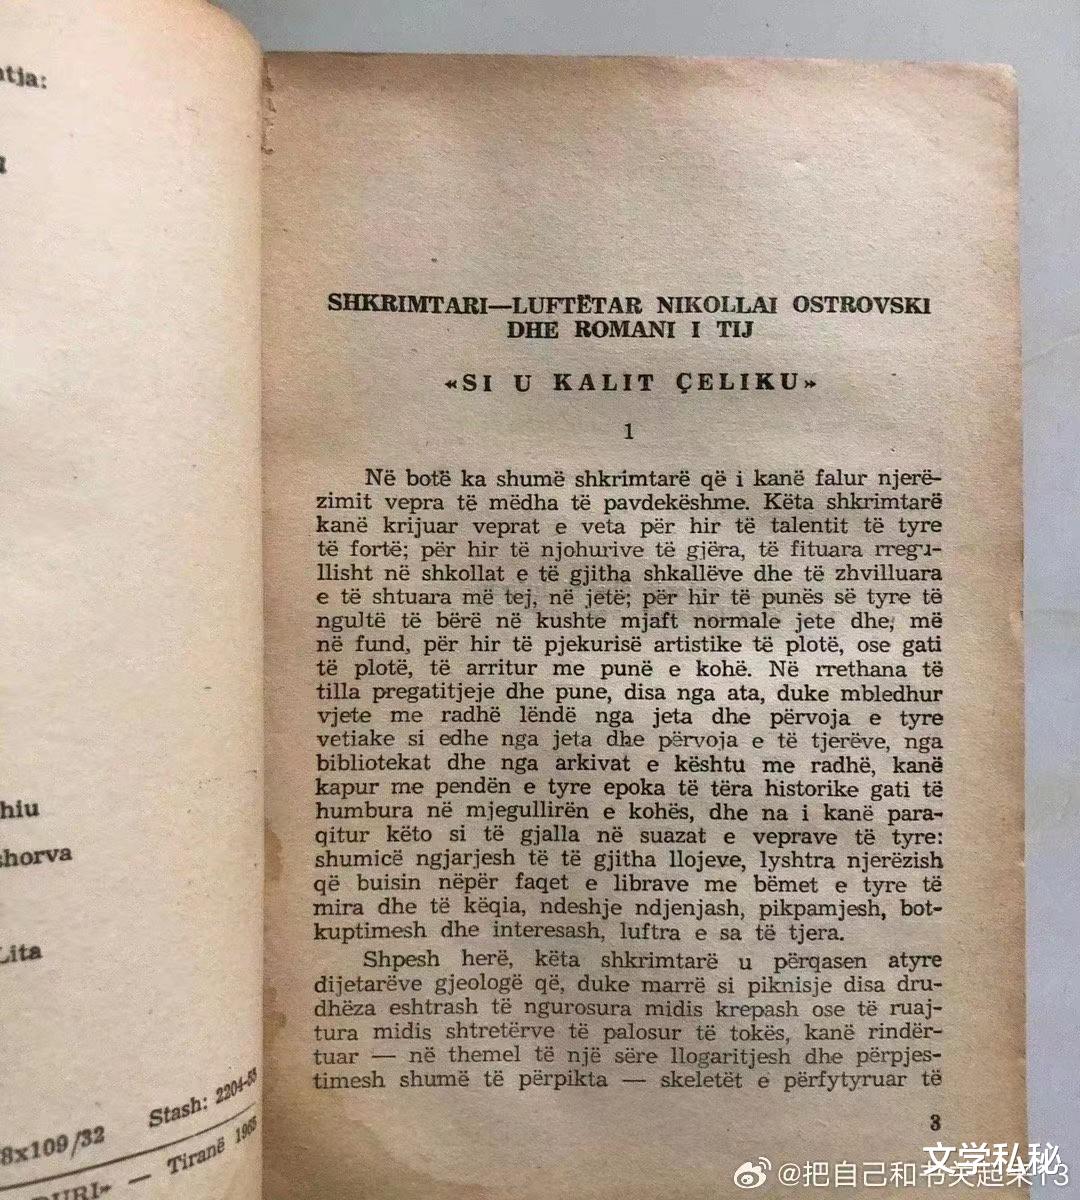 ntja:
hiu
shorva
Lita
Stash: 2204-55
8x109/32
DURI» — Tiranë 1965
SHKRIMTARI—LUFTËTAR NIKOLLAI OSTROVSKI
DHE ROMANI I TIJ
«SI U KALIT ÇELIKU»
1
Në botë ka shumë shkrimtarë që i kanë falur njerë-
zimit vepra të mëdha të pavdekëshme. Këta shkrimtarë
kanë krijuar veprat e veta për hir të talentit të tyre
të fortë; për hir të njohurive të gjëra, të fituara rregu-
llisht në shkollat e të gjitha shkallëve dhe të zhvilluara
e të shtuara më tej, në jetë; për hir të punës së tyre të
ngultë të bërë në kushte mjaft normale jete dhe, më
në fund, për hir të pjekurisë artistike të plotë, ose gati
të plotë, të arritur me punë e kohë. Në rrethana të
tilla pregatitjeje dhe pune, disa nga ata, duke mbledhur
vjete me radhë lëndë nga jeta dhe përvoja e tyre
vetiake si edhe nga jeta dhe përvoja e të tjerëve, nga
bibliotekat dhe nga arkivat e kështu me radhë, kanë
kapur me pendën e tyre epoka të tëra historike gati të
humbura në mjegullirën e kohës, dhe na i kanë para-
qitur këto si të gjalla në suazat e veprave të tyre:
shumicë ngjarjesh të të gjitha llojeve, lyshtra njerëzish
që buisin nëpër faqet e librave me bëmet e tyre të
mira dhe të këqia, ndeshje ndjenjash, pikpamjesh, bot-
kuptimesh dhe interesash, luftra e sa të tjera.
Shpesh herë, këta shkrimtarë u përqasen atyre
dijetarëve gjeologë që, duke marrë si piknisje disa dru-
dhëza eshtrash të ngurosura midis krepash ose të ruaj-
tura midis shtretërve të palosur të tokës, kanë rindër-
tuar — në themel të një sëre llogaritjesh dhe përpjes-
timesh shumë të përpikta — skeletët e përfytyruar të
3
文学私秘
@把自己和书关起来13